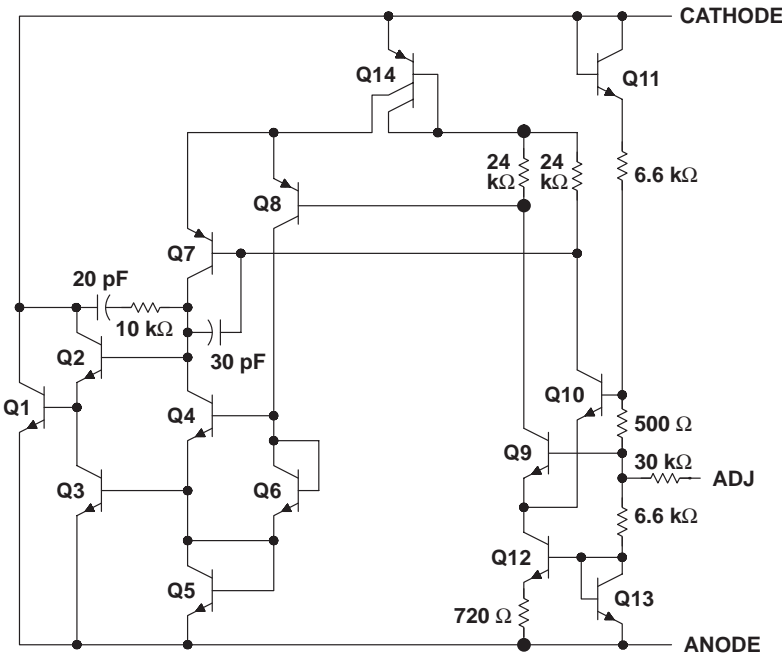 CATHODE
Q14
Q11
24
kΩ
24
kΩ
6.6 kΩ
Q8
Q7
20 pF
10 kΩ
30 pF
Q2
Q1
Q4
Q10
500 Ω
Q9
30 kΩ
ADJ
Q3
Q6
6.6 kΩ
Q12
Q5
Q13
720 Ω
ANODE